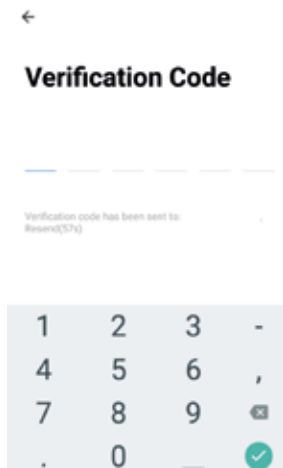 Verification Code
Verification code has been sent to:
Resend(57s)
1 2 3 -
4 5 6 ,
7 8 9
. 0 _